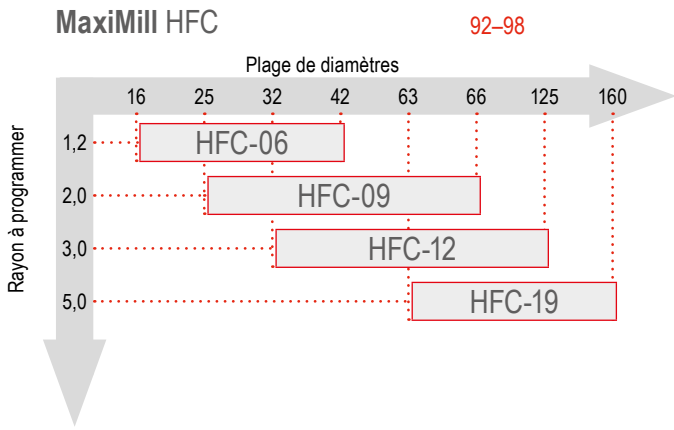 MaxiMill HFC 92–98
Plage de diamètres
16 25 32 42 63 66 125 160
Rayon à programmer
1,2 HFC-06
2,0 HFC-09
3,0 HFC-12
5,0 HFC-19